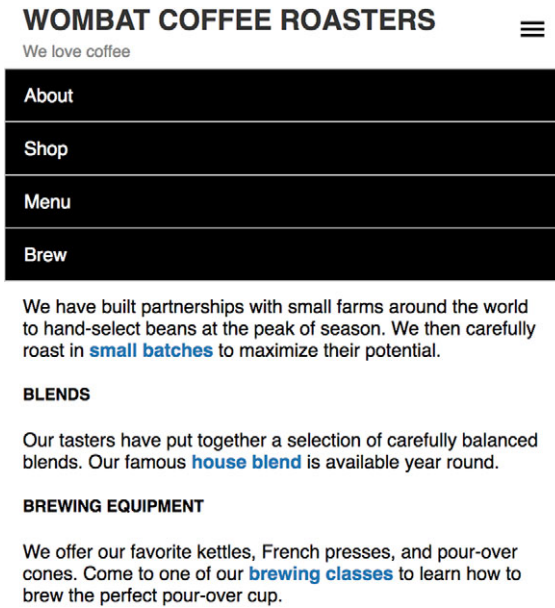 WOMBAT COFFEE ROASTERS
We love coffee
About
Shop
Menu
Brew
We have built partnerships with small farms around the world
to hand-select beans at the peak of season. We then carefully
roast in small batches to maximize their potential.
BLENDS
Our tasters have put together a selection of carefully balanced
blends. Our famous house blend is available year round.
BREWING EQUIPMENT
We offer our favorite kettles, French presses, and pour-over
cones. Come to one of our brewing classes to learn how to
brew the perfect pour-over cup.